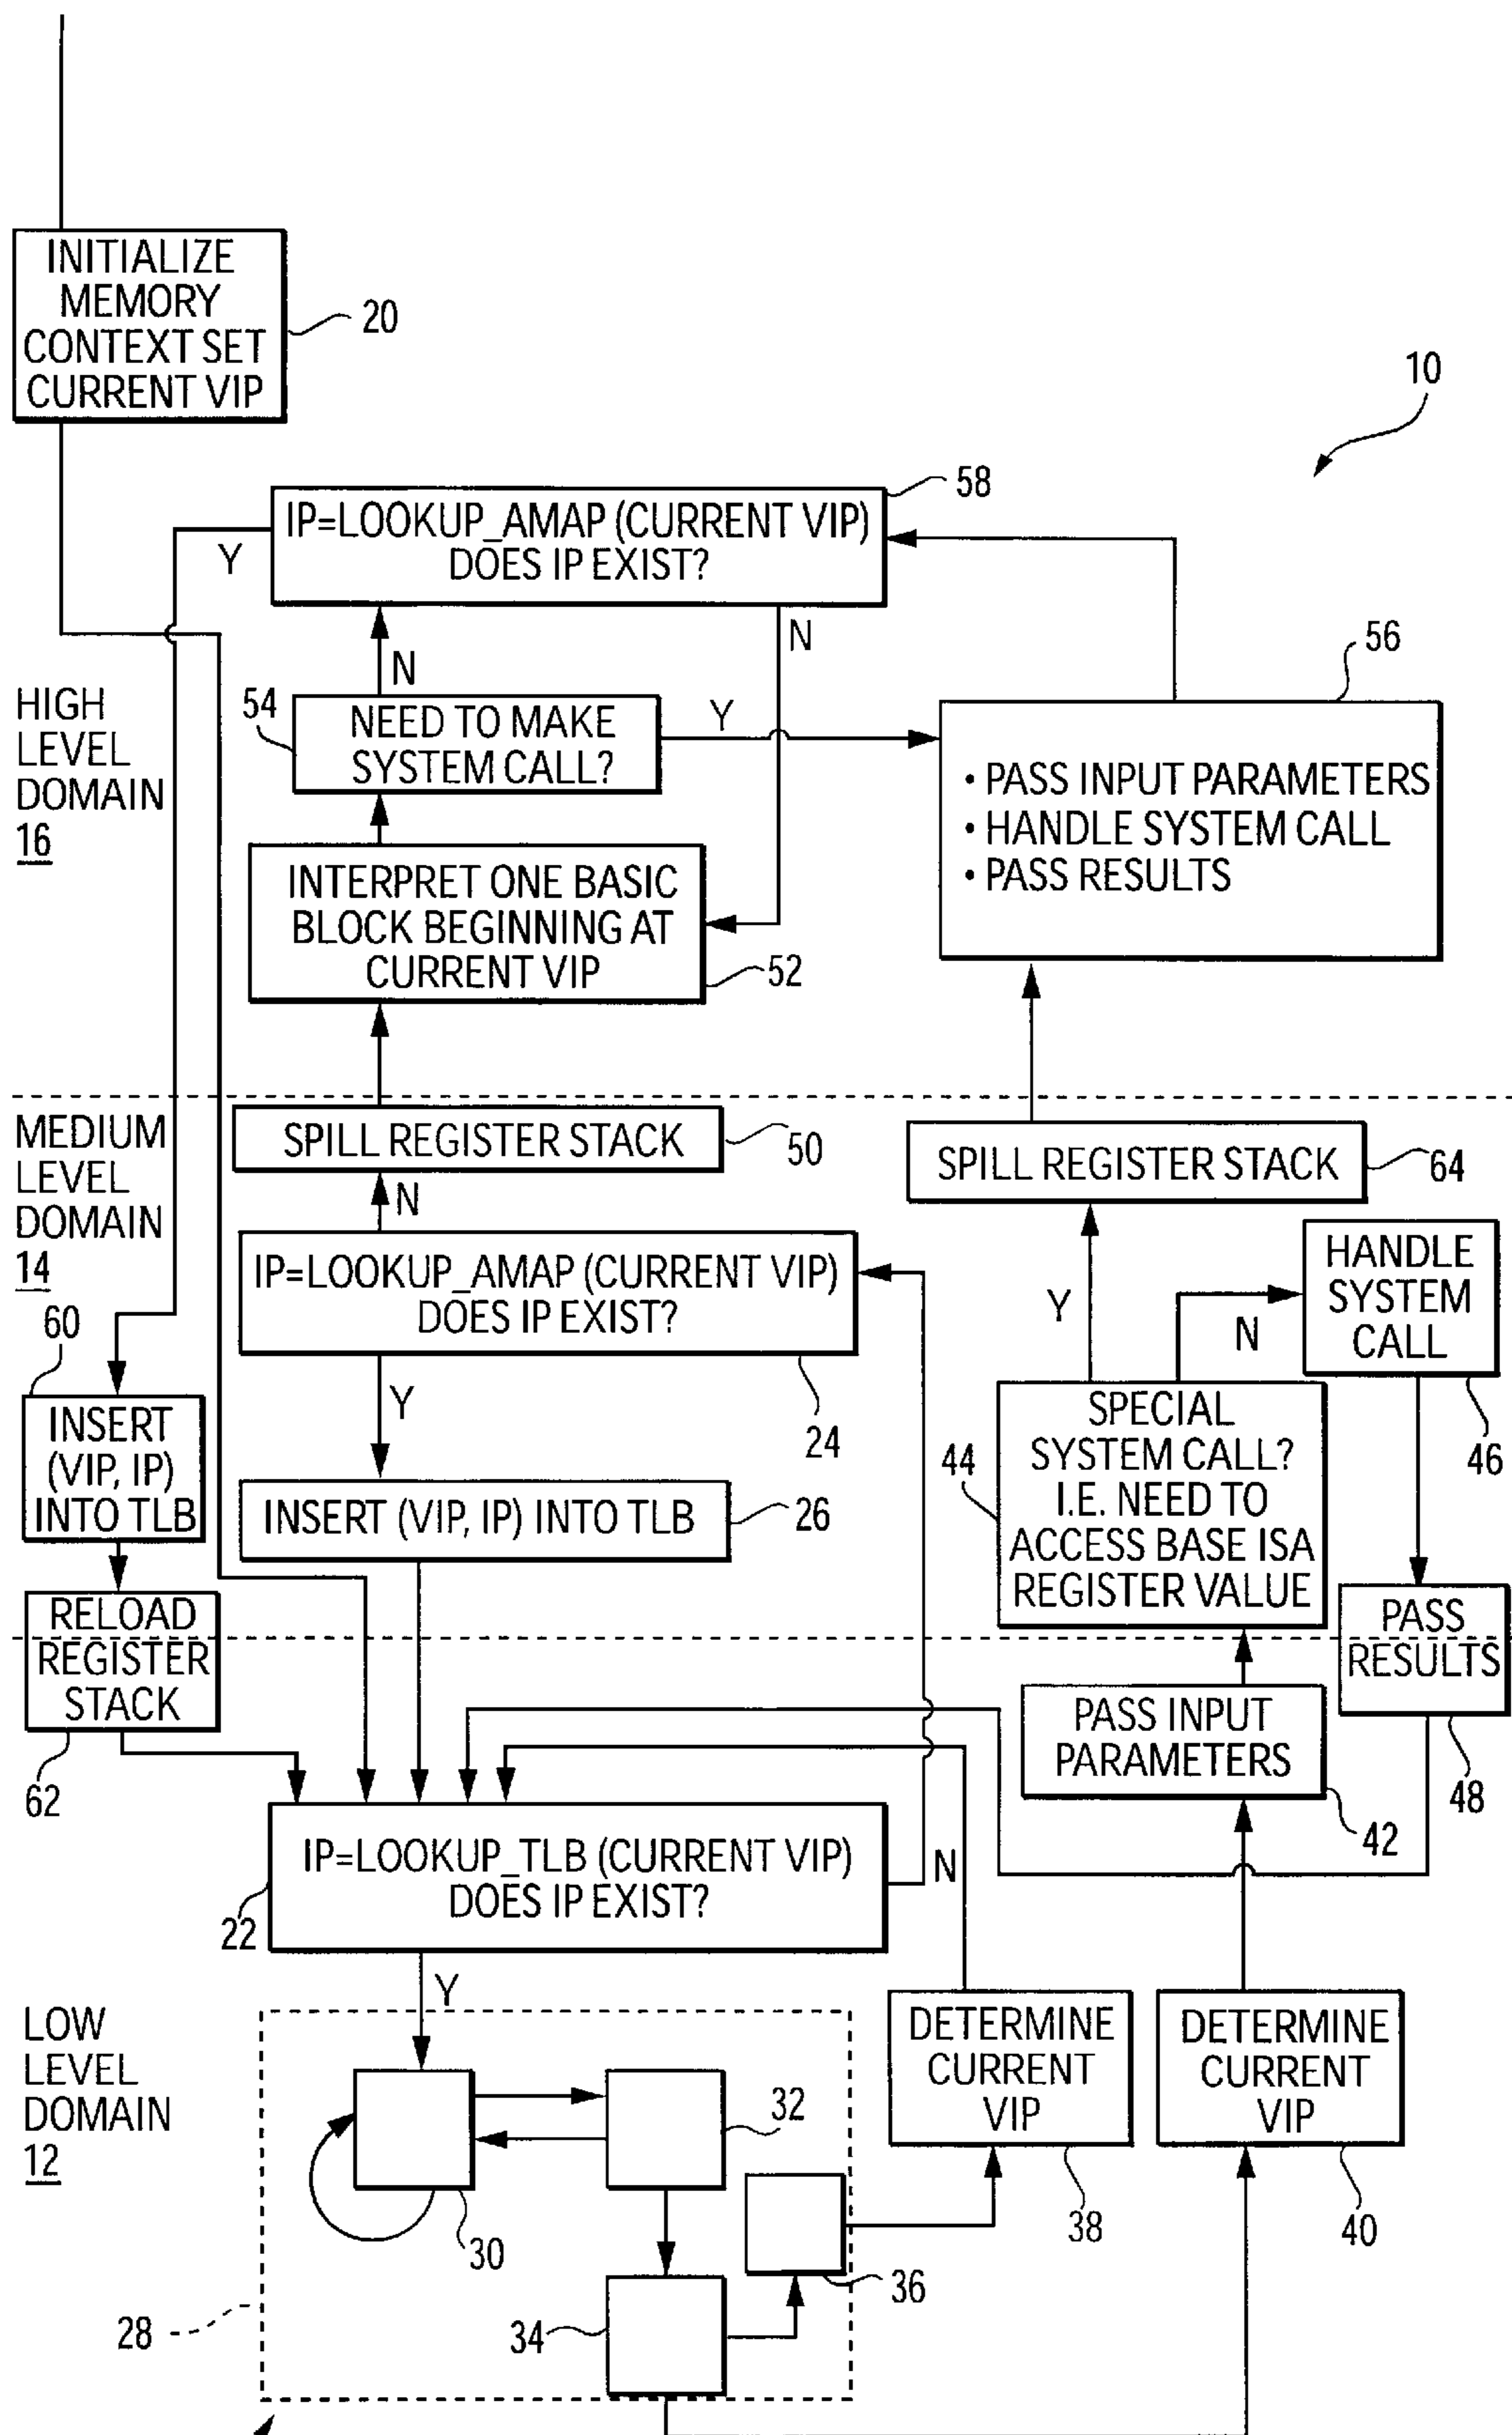 INITIALIZE
MEMORY
CONTEXT SET
CURRENT VIP
20
10
58
IP=LOOKUP_AMAP (CURRENT VIP)
DOES IP EXIST?
Y
N
N
56
HIGH
LEVEL
DOMAIN
16
54
NEED TO MAKE
SYSTEM CALL?
Y
• PASS INPUT PARAMETERS
• HANDLE SYSTEM CALL
• PASS RESULTS
INTERPRET ONE BASIC
BLOCK BEGINNING AT
CURRENT VIP
52
MEDIUM
LEVEL
DOMAIN
14
SPILL REGISTER STACK
50
SPILL REGISTER STACK
64
N
IP=LOOKUP_AMAP (CURRENT VIP)
DOES IP EXIST?
24
Y
HANDLE
SYSTEM
CALL
46
Y
N
60
INSERT
(VIP, IP)
INTO TLB
INSERT (VIP, IP) INTO TLB
26
44
SPECIAL
SYSTEM CALL?
I.E. NEED TO
ACCESS BASE ISA
REGISTER VALUE
RELOAD
REGISTER
STACK
62
PASS
RESULTS
48
PASS INPUT
PARAMETERS
42
IP=LOOKUP_TLB (CURRENT VIP)
DOES IP EXIST?
N
22
Y
LOW
LEVEL
DOMAIN
12
DETERMINE
CURRENT
VIP
38
DETERMINE
CURRENT
VIP
40
32
30
36
28
34